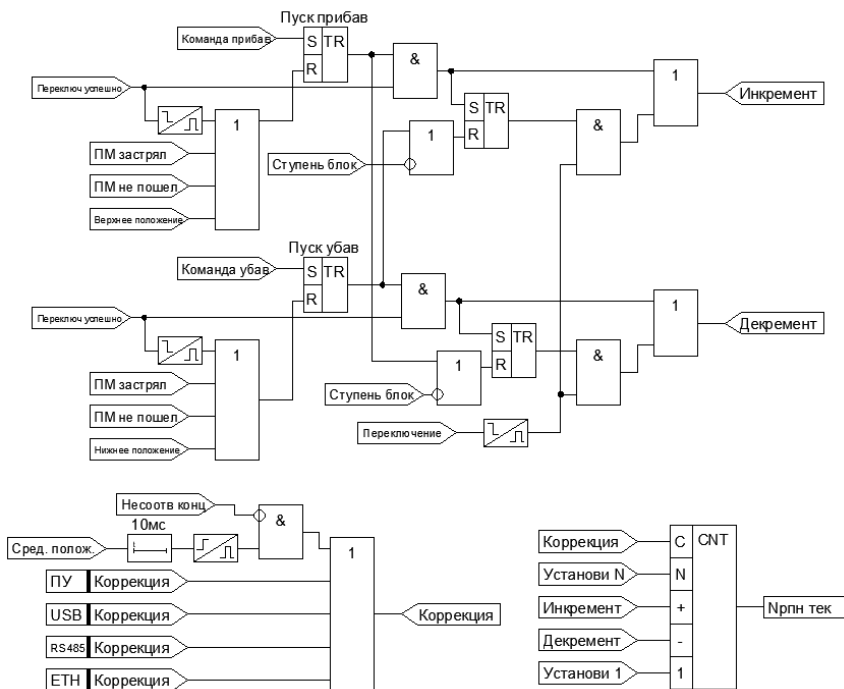 Пуск прибав
Команда прибав
S TR
R
&
1
Инкремент
Переключ успешно
1
S TR
R
&
ПМ застрял
1
Ступень блок
ПМ не пошел
Верхнее положение
Пуск убав
Команда убав
S TR
R
&
1
Декремент
Переключ успешно
1
S TR
R
&
ПМ застрял
1
Ступень блок
ПМ не пошел
Переключение
Нижнее положение
Несоотв конц
&
10мс
Сред. полож.
1
ПУ Коррекция
USB Коррекция
RS485 Коррекция
ETH Коррекция
Коррекция
Коррекция C CNT
Установи N N
Инкремент +
Nрпн тек
Декремент -
Установи 1 1